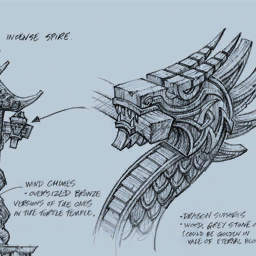 INCENSE SPIRE.
WIND CHIMES
• OVERSIZED BRONZE
VERSIONS OF THE ONES
IN THE TURTLE TEMPLE.
• DRAGON SUPPORTS
• WOOD, GREY STONE O
(COULD BE GOLDEN IN
VALE OF ETERNAL BLO